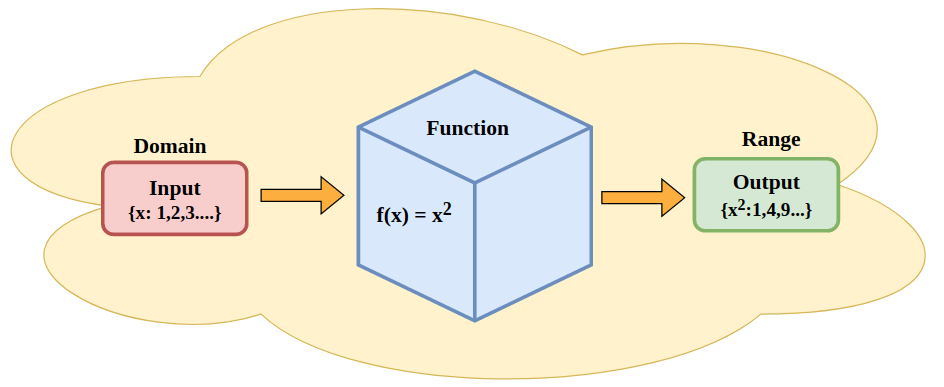 Domain
Input
{x: 1,2,3....}
Function
f(x) = x²
Range
Output
{x²:1,4,9...}